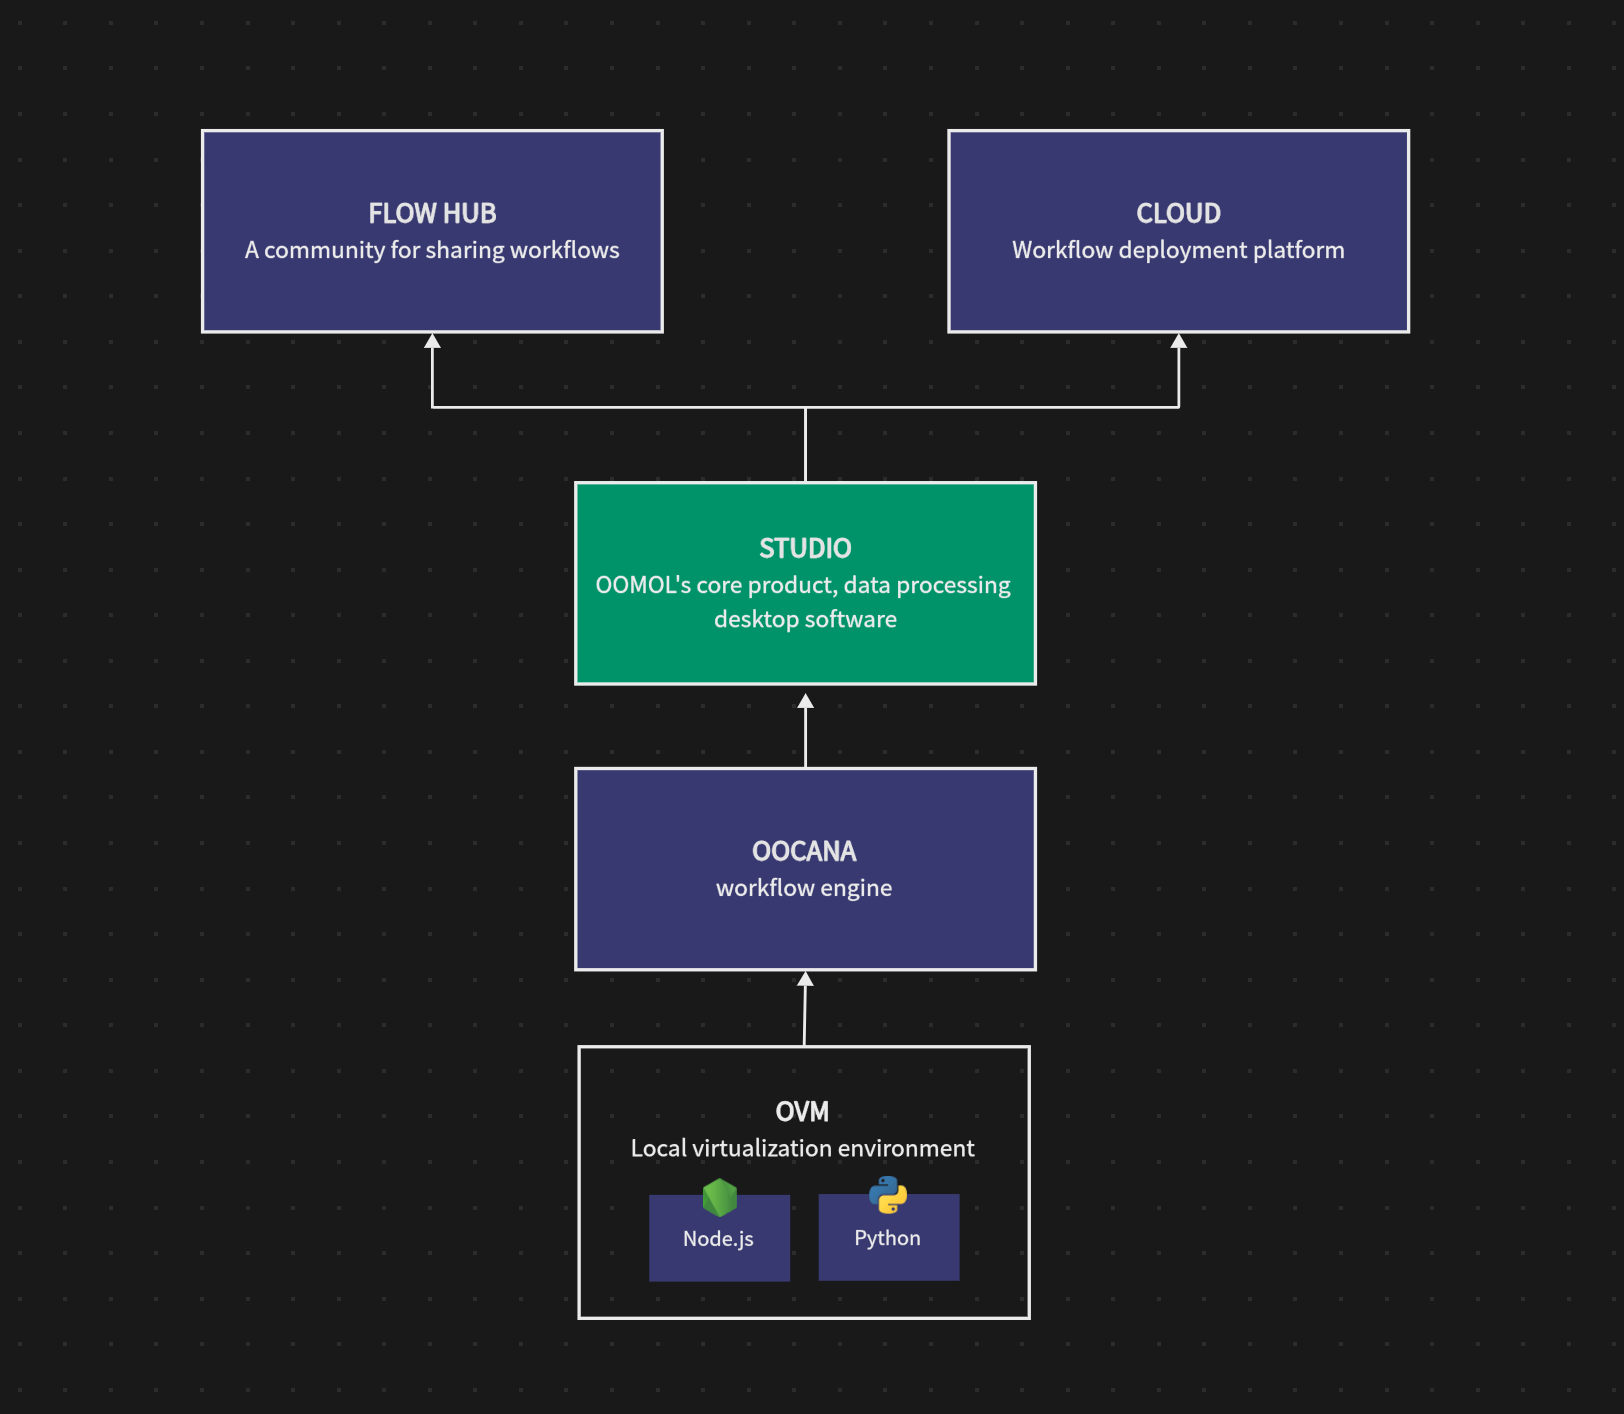 FLOW HUB
A community for sharing workflows
CLOUD
Workflow deployment platform
STUDIO
OOMOL's core product, data processing
desktop software
OOCANA
workflow engine
OVM
Local virtualization environment
Node.js
Python